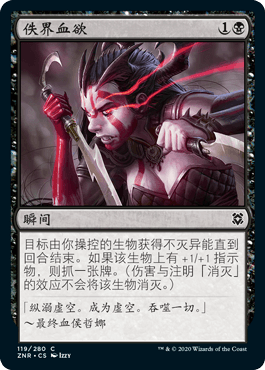 佚界血欲 1
瞬间
目标由你操控的生物获得不灭异能直到
回合结束。如果该生物上有 +1/+1 指示
物，则抓一张牌。（伤害与注明「消灭」
的效应不会将该生物消灭。）
「纵溺虚空。成为虚空。吞噬一切。」
～最终血侯哲娜
119/280 C
ZNR • CS Izzy
™ & © 2020 Wizards of the Coast